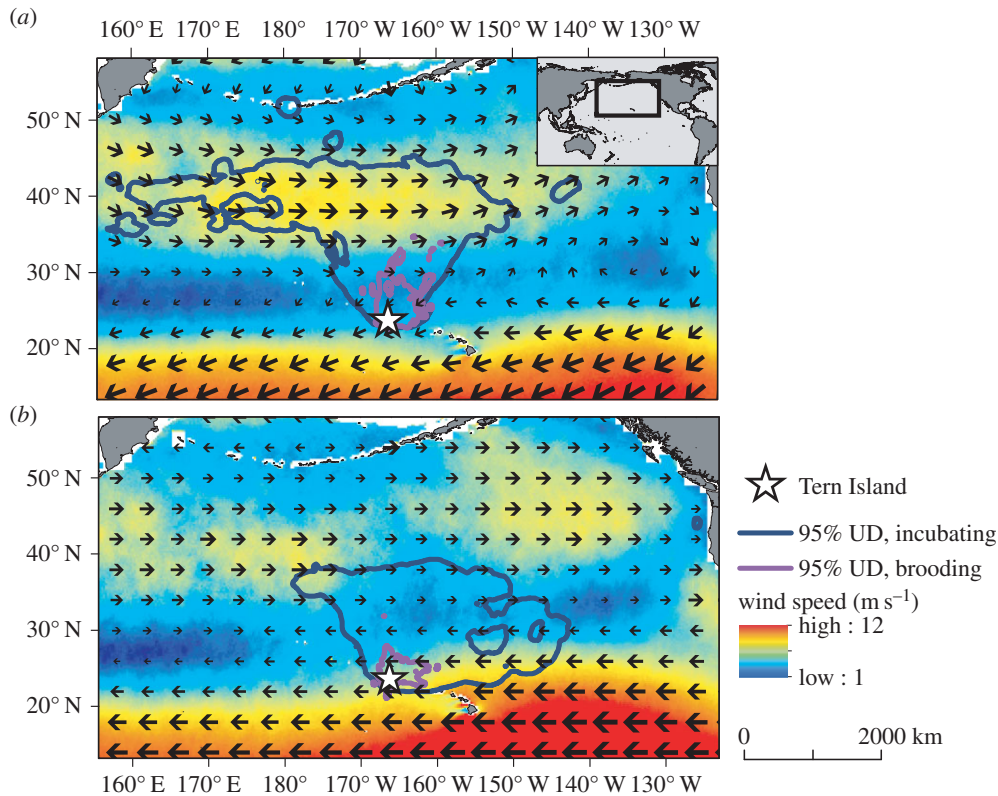 (a)
160° E 170° E 180° 170° W 160° W 150° W 140° W 130° W
50° N
40° N
30° N
20° N
(b)
50° N
40° N
30° N
20° N
160° E 170° E 180° 170° W 160° W 150° W 140° W 130° W
Tern Island
95% UD, incubating
95% UD, brooding
wind speed (m s⁻¹)
high : 12
low : 1
0 2000 km